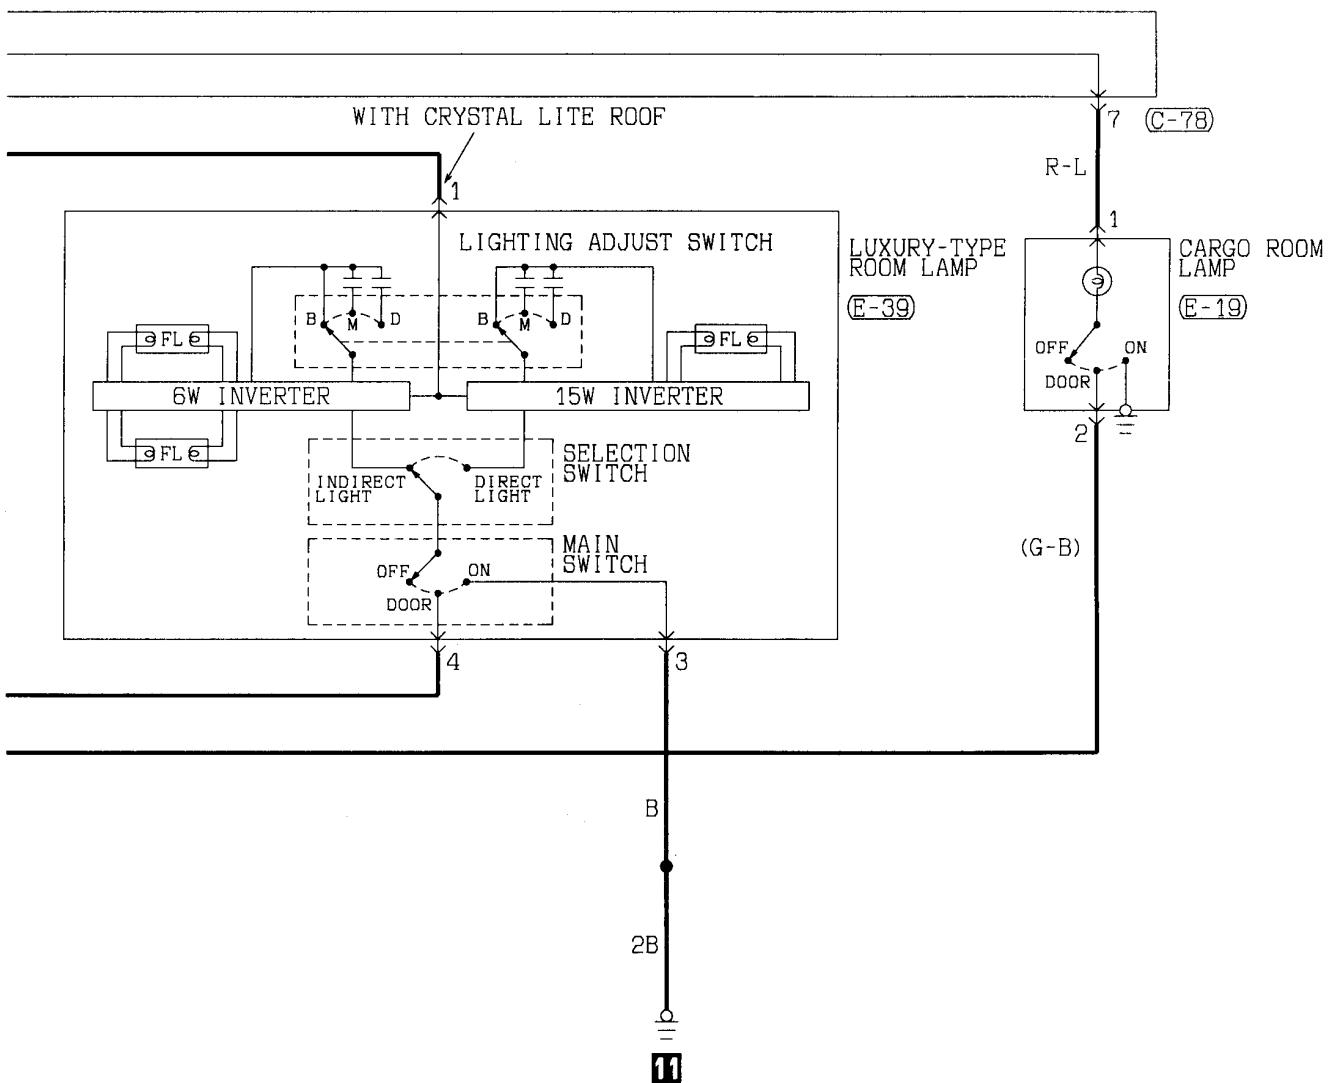 WITH CRYSTAL LITE ROOF
7
C-78
R-L
1
1
LIGHTING ADJUST SWITCH
LUXURY-TYPE
ROOM LAMP
E-39
CARGO ROOM
LAMP
E-19
B
M
D
B
M
D
FL
FL
OFF
ON
DOOR
6W INVERTER
15W INVERTER
2
FL
SELECTION
SWITCH
INDIRECT
LIGHT
DIRECT
LIGHT
MAIN
SWITCH
(G-B)
OFF
ON
DOOR
4
3
B
2B
11